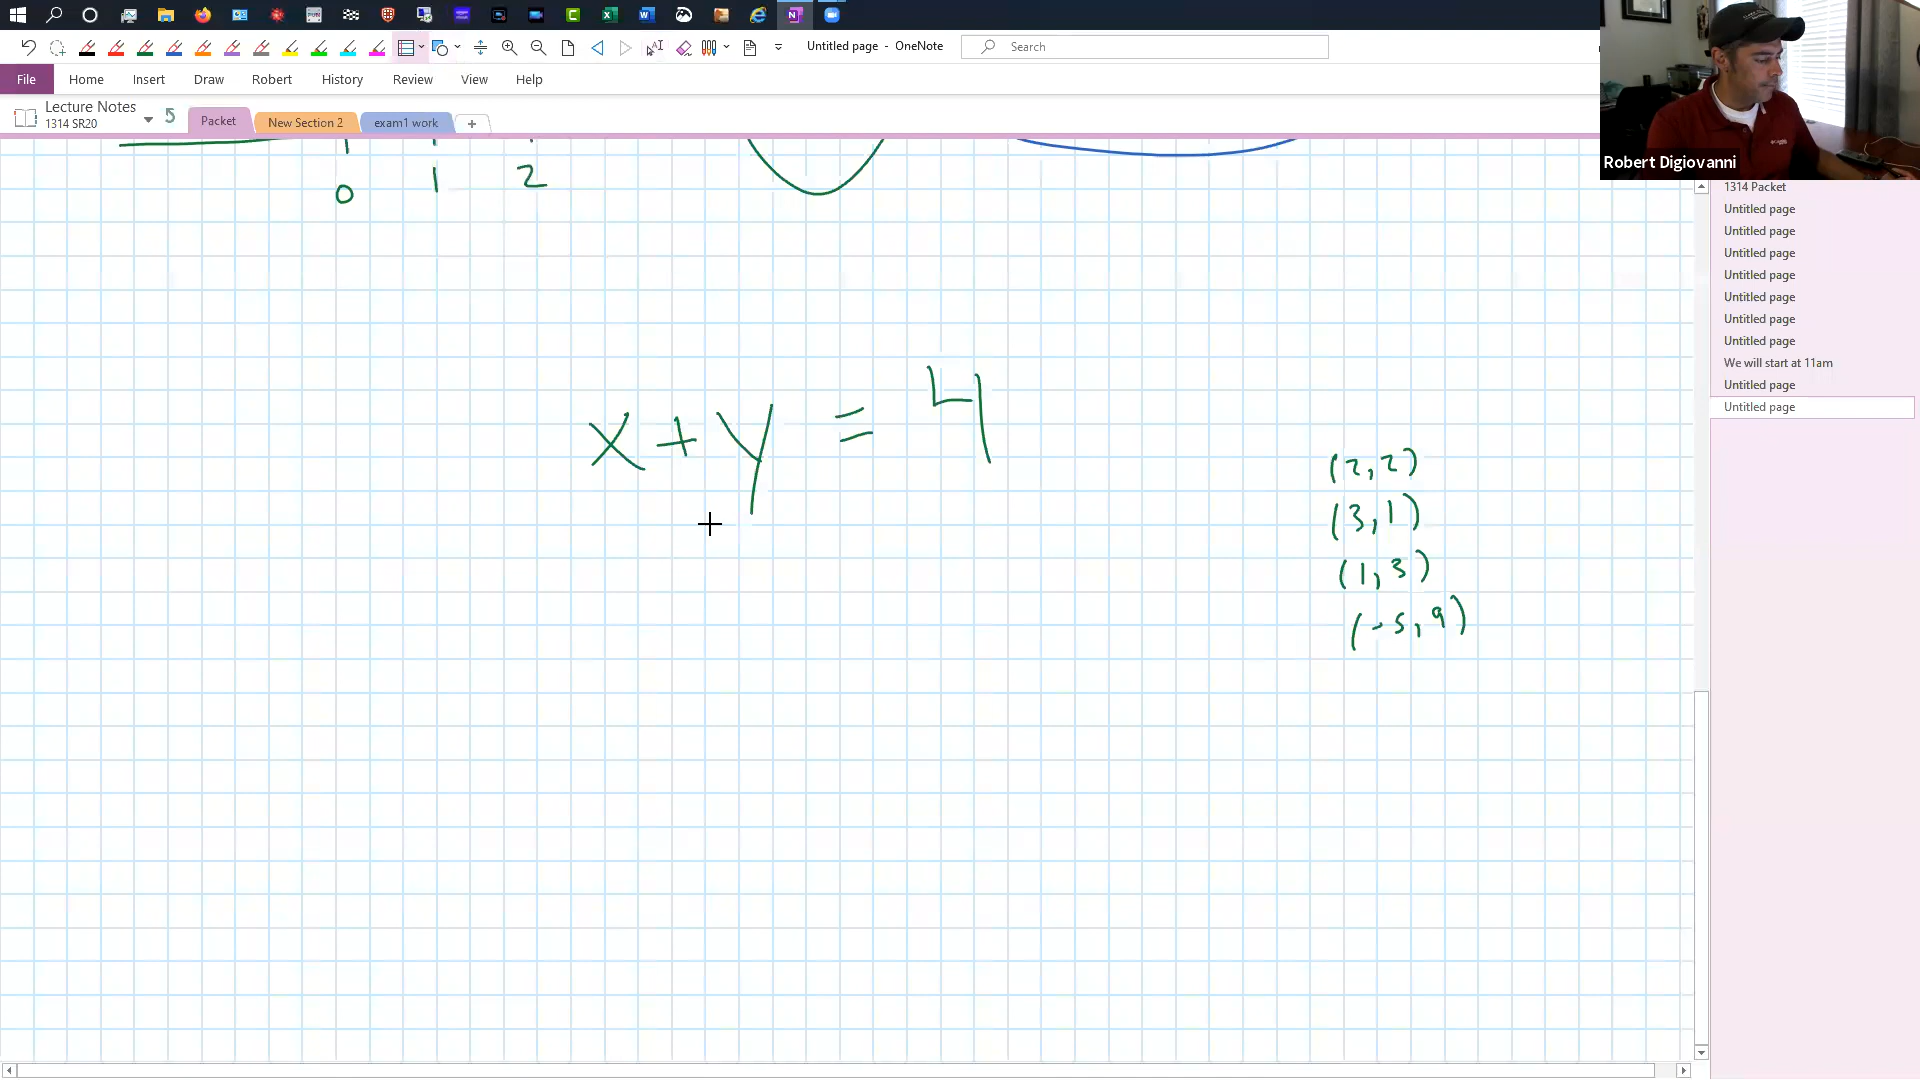 Untitled page - OneNote
Search
File Home Insert Draw Robert History Review View Help
Lecture Notes
1314 SR20
Packet New Section 2 exam1 work +
Robert Digiovanni
1314 Packet
Untitled page
Untitled page
Untitled page
Untitled page
Untitled page
Untitled page
Untitled page
We will start at 11am
Untitled page
Untitled page
0 1 2
x + y = 4
(2, 2)
(3, 1)
(1, 3)
(-5, 9)